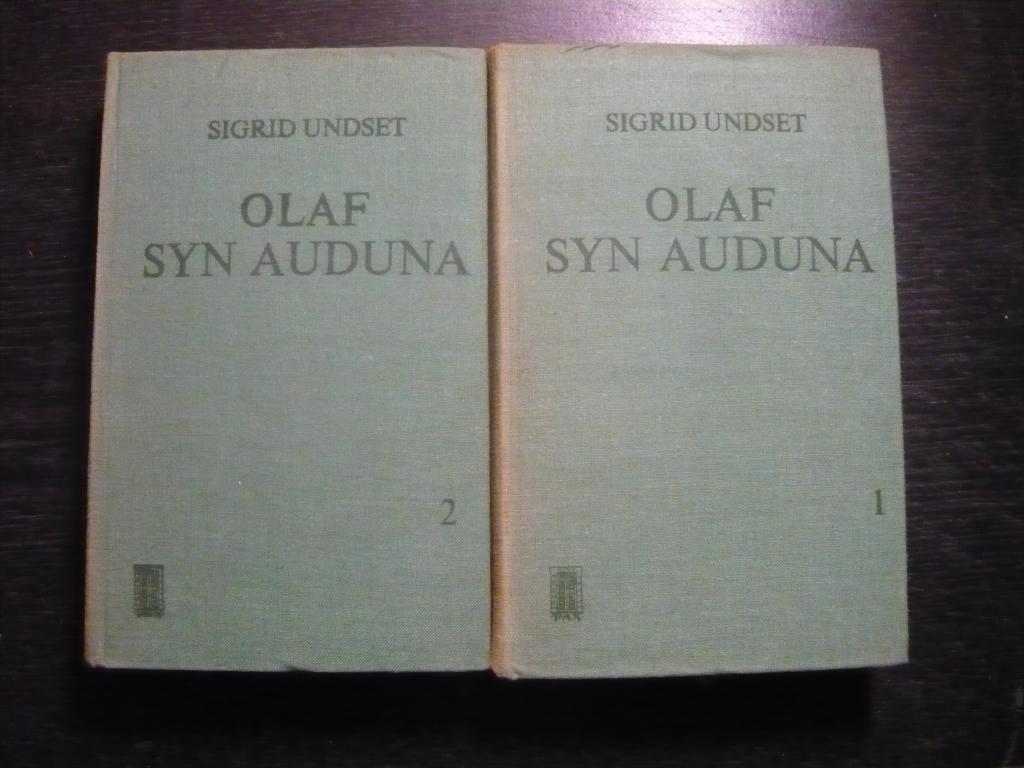 SIGRID UNDSET
OLAF
SYN AUDUNA
2
SIGRID UNDSET
OLAF
SYN AUDUNA
1
PAX